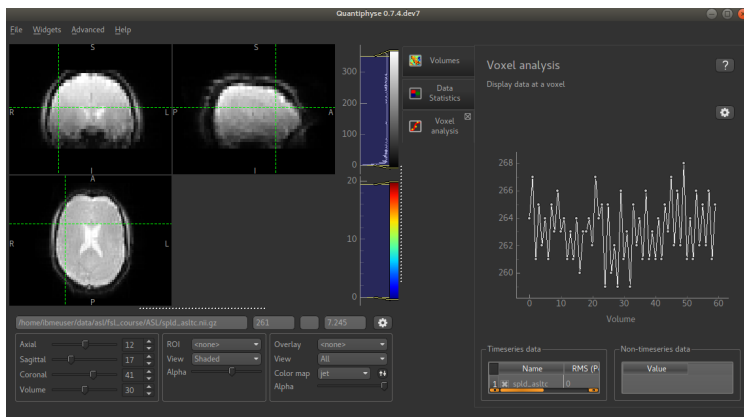 Quantiphyse 0.7.4.dev7
File Widgets Advanced Help
S
R L
I
S
P A
I
A
R L
P
300
200
100
0
20
10
0
Volumes
Data
Statistics
Voxel
analysis
Voxel analysis
?
Display data at a voxel
268
266
264
262
260
0 10 20 30 40 50 60
Volume
/home/ibmeuser/data/asl/fsl_course/ASL/spld_asltc.nii.gz 261 7.245
Axial 12
Sagittal 17
Coronal 41
Volume 30
ROI <none>
View Shaded
Alpha
Overlay <none>
View All
Color map jet
Alpha
Timeseries data
Name RMS (P
1 spld_asltc 0
Non-timeseries data
Value